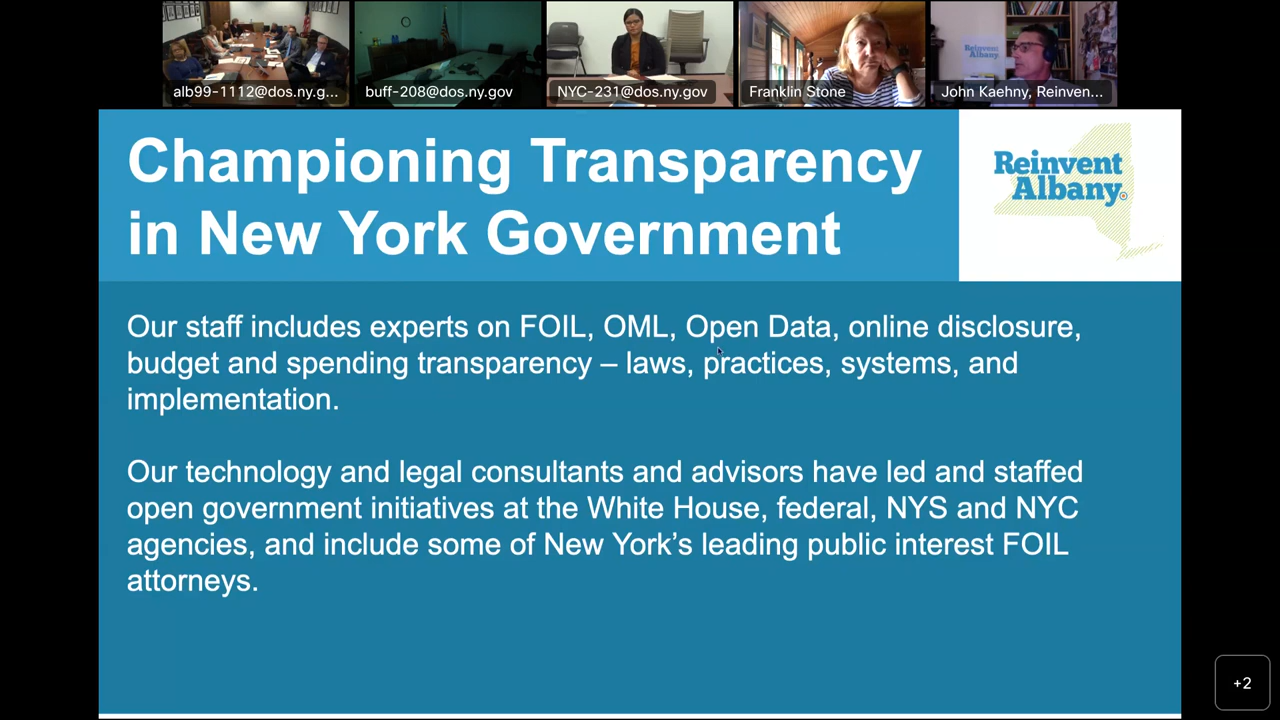 alb99-1112@dos.ny.g...
buff-208@dos.ny.gov
NYC-231@dos.ny.gov
Franklin Stone
John Kaehny, Reinven...
Championing Transparency
in New York Government
Reinvent
Albany
Our staff includes experts on FOIL, OML, Open Data, online disclosure,
budget and spending transparency – laws, practices, systems, and
implementation.
Our technology and legal consultants and advisors have led and staffed
open government initiatives at the White House, federal, NYS and NYC
agencies, and include some of New York’s leading public interest FOIL
attorneys.
+2